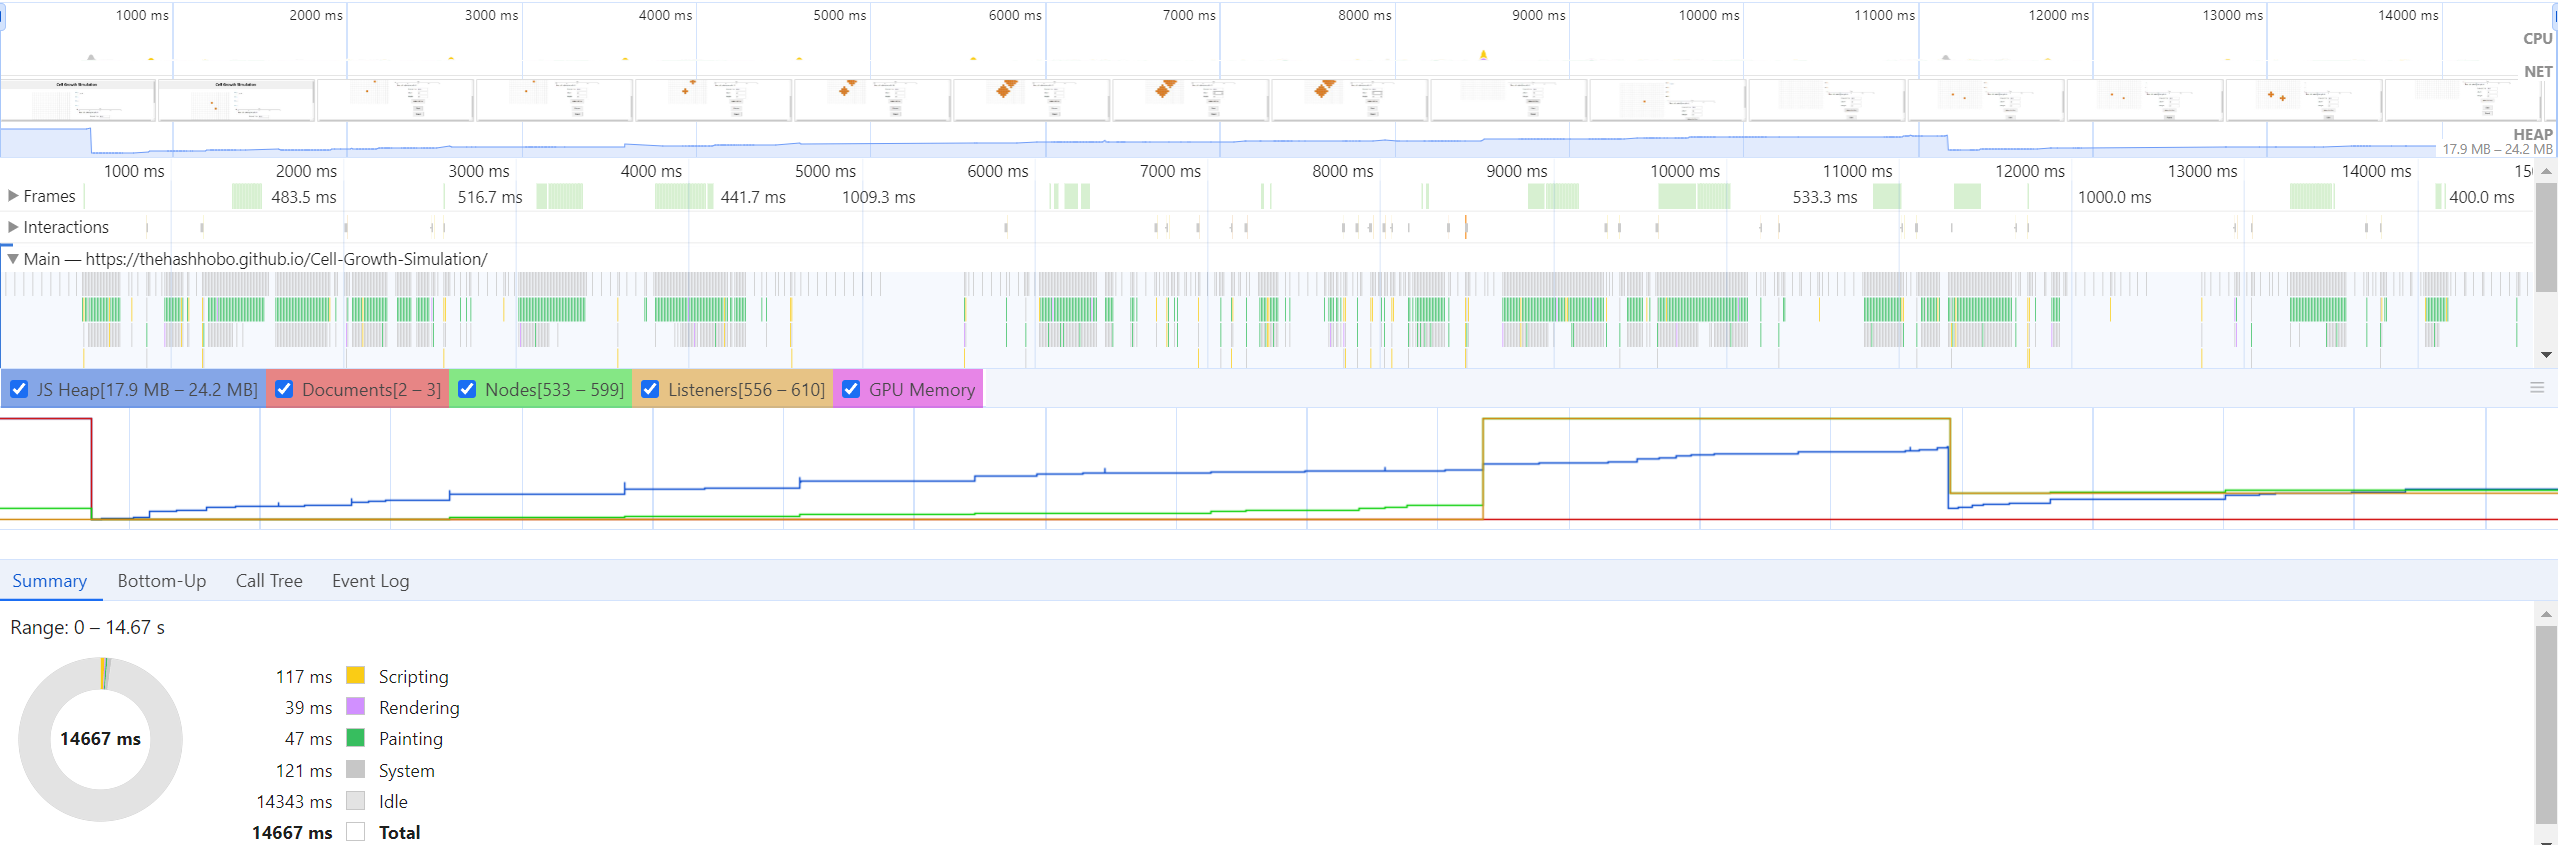 1000 ms 2000 ms 3000 ms 4000 ms 5000 ms 6000 ms 7000 ms 8000 ms 9000 ms 10000 ms 11000 ms 12000 ms 13000 ms 14000 ms
CPU
NET
Cell Growth Simulation Cell Growth Simulation
HEAP
17.9 MB – 24.2 MB
1000 ms 2000 ms 3000 ms 4000 ms 5000 ms 6000 ms 7000 ms 8000 ms 9000 ms 10000 ms 11000 ms 12000 ms 13000 ms 14000 ms 15
Frames 483.5 ms 516.7 ms 441.7 ms 1009.3 ms 533.3 ms 1000.0 ms 400.0 ms
Interactions
Main — https://thehashhobo.github.io/Cell-Growth-Simulation/
JS Heap[17.9 MB – 24.2 MB] Documents[2 – 3] Nodes[533 – 599] Listeners[556 – 610] GPU Memory
Summary Bottom-Up Call Tree Event Log
Range: 0 – 14.67 s
117 ms Scripting
39 ms Rendering
14667 ms
47 ms Painting
121 ms System
14343 ms Idle
14667 ms Total